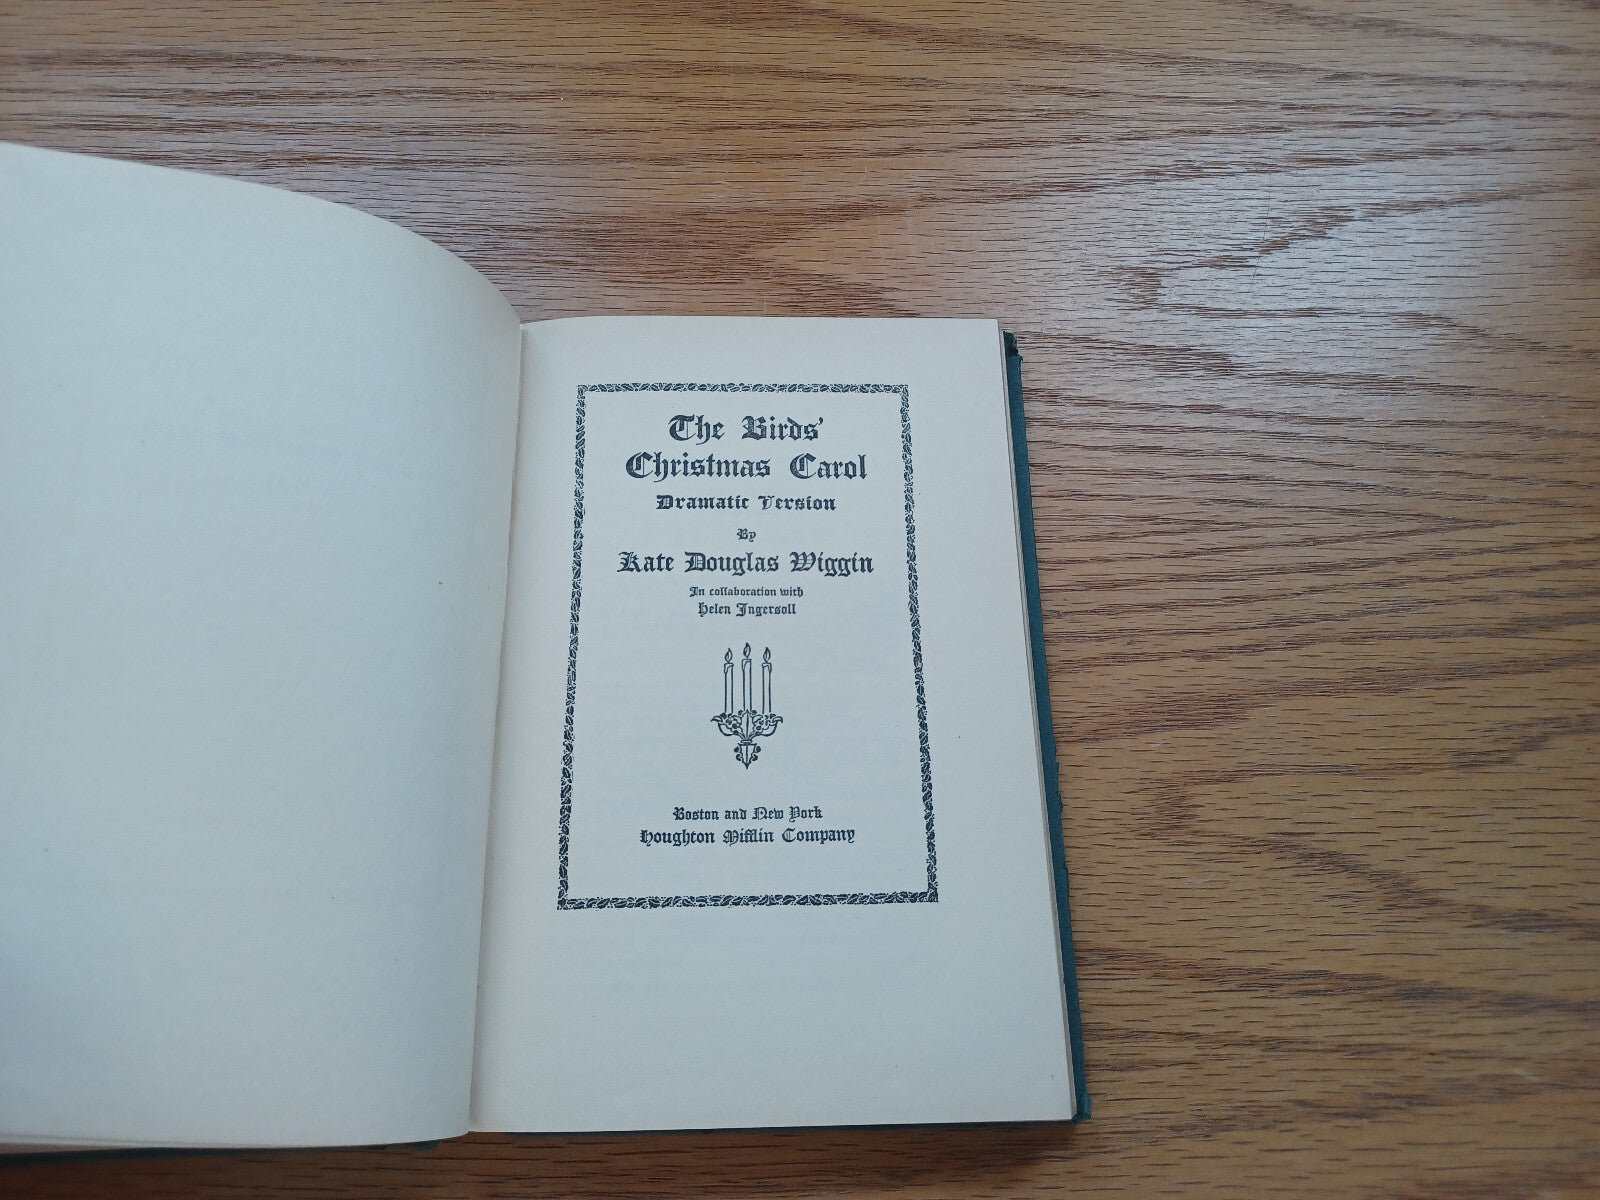 The Birds'
Christmas Carol
Dramatic Version
By
Kate Douglas Wiggin
In collaboration with
Helen Ingersoll
Boston and New York
Houghton Mifflin Company